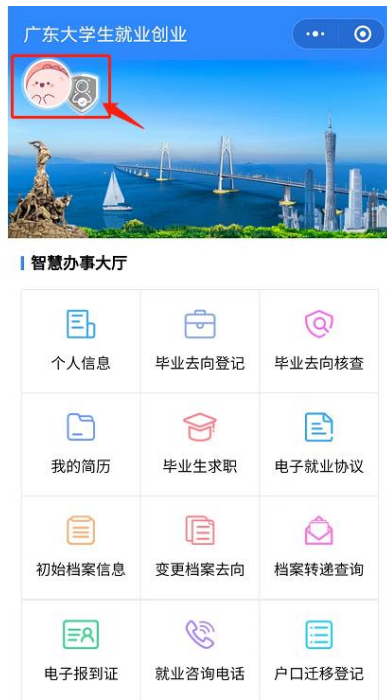 广东大学生就业创业
智慧办事大厅
个人信息 毕业去向登记 毕业去向核查
我的简历 毕业生求职 电子就业协议
初始档案信息 变更档案去向 档案转递查询
电子报到证 就业咨询电话 户口迁移登记